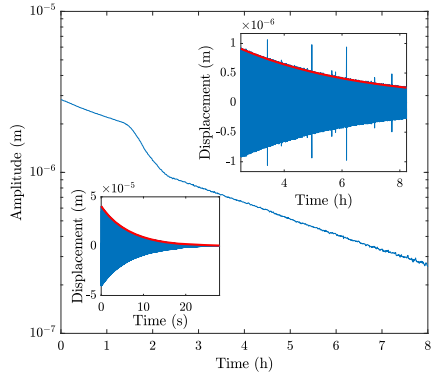 10⁻⁵
×10⁻⁶
1
0.5
0
-0.5
-1
Displacement (m)
4 6 8
Time (h)
Amplitude (m)
10⁻⁶
×10⁻⁵
5
0
-5
Displacement (m)
0 10 20
Time (s)
10⁻⁷
0 1 2 3 4 5 6 7 8
Time (h)